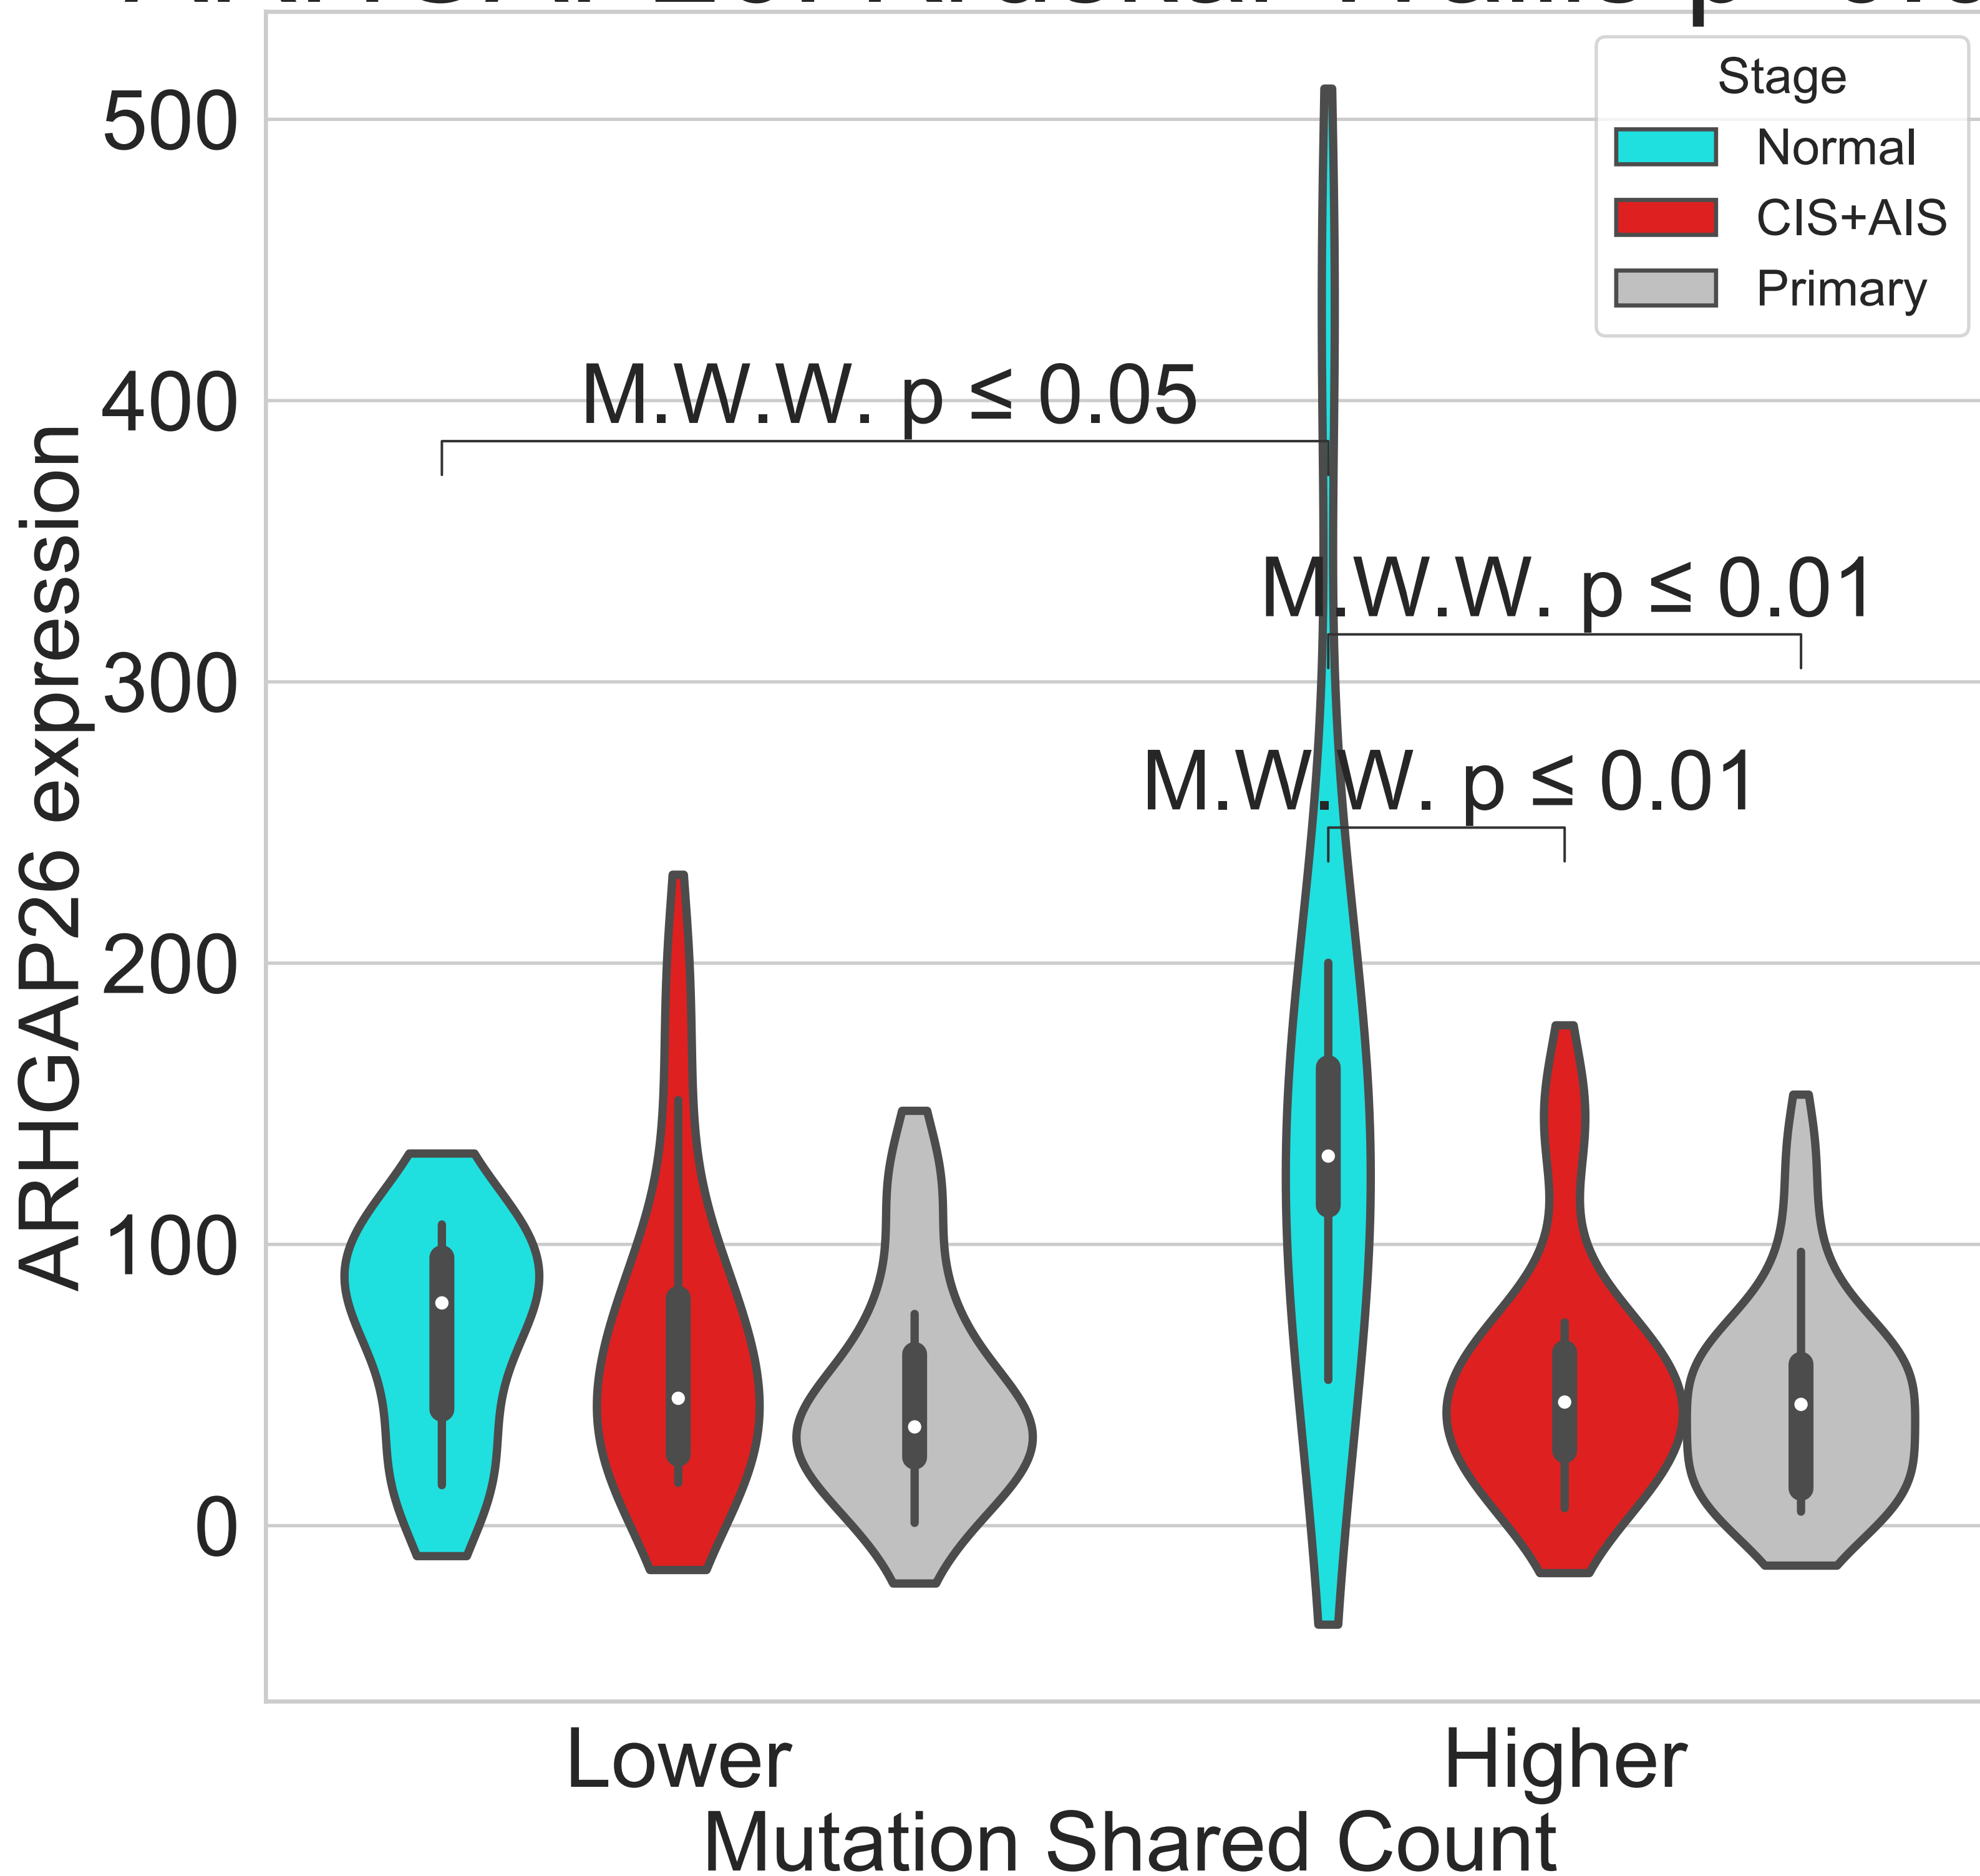 Stage
Normal
CIS+AIS
Primary
500
400
300
200
100
0
ARHGAP26 expression
M.W.W. p ≤ 0.05
M.W.W. p ≤ 0.01
M.W.W. p ≤ 0.01
Lower
Higher
Mutation Shared Count